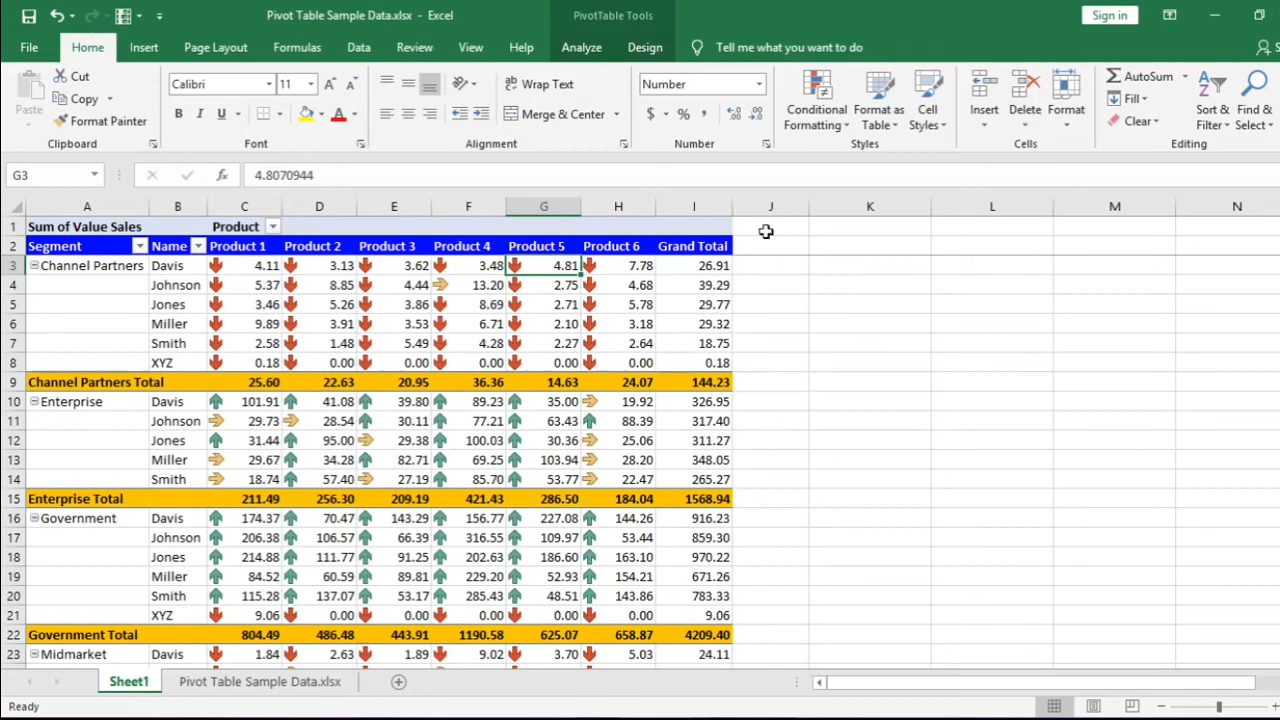 Pivot Table Sample Data.xlsx - Excel
PivotTable Tools
Sign in
File Home Insert Page Layout Formulas Data Review View Help Analyze Design Tell me what you want to do
Paste
Cut
Copy
Format Painter
Clipboard
Calibri 11
B I U A
Font
Wrap Text
Merge & Center
Alignment
Number
$ % ,
Number
Conditional Formatting
Format as Table
Cell Styles
Styles
Insert Delete Format
Cells
AutoSum
Fill
Clear
Sort & Filter
Find & Select
Editing
G3 fx 4.8070944
A B C D E F G H I J K L M N
1 Sum of Value Sales Product
2 Segment Name Product 1 Product 2 Product 3 Product 4 Product 5 Product 6 Grand Total
3 Channel Partners Davis 4.11 3.13 3.62 3.48 4.81 7.78 26.91
4 Johnson 5.37 8.85 4.44 13.20 2.75 4.68 39.29
5 Jones 3.46 5.26 3.86 8.69 2.71 5.78 29.77
6 Miller 9.89 3.91 3.53 6.71 2.10 3.18 29.32
7 Smith 2.58 1.48 5.49 4.28 2.27 2.64 18.75
8 XYZ 0.18 0.00 0.00 0.00 0.00 0.00 0.18
9 Channel Partners Total 25.60 22.63 20.95 36.36 14.63 24.07 144.23
10 Enterprise Davis 101.91 41.08 39.80 89.23 35.00 19.92 326.95
11 Johnson 29.73 28.54 30.11 77.21 63.43 88.39 317.40
12 Jones 31.44 95.00 29.38 100.03 30.36 25.06 311.27
13 Miller 29.67 34.28 82.71 69.25 103.94 28.20 348.05
14 Smith 18.74 57.40 27.19 85.70 53.77 22.47 265.27
15 Enterprise Total 211.49 256.30 209.19 421.43 286.50 184.04 1568.94
16 Government Davis 174.37 70.47 143.29 156.77 227.08 144.26 916.23
17 Johnson 206.38 106.57 66.39 316.55 109.97 53.44 859.30
18 Jones 214.88 111.77 91.25 202.63 186.60 163.10 970.22
19 Miller 84.52 60.59 89.81 229.20 52.93 154.21 671.26
20 Smith 115.28 137.07 53.17 285.43 48.51 143.86 783.33
21 XYZ 9.06 0.00 0.00 0.00 0.00 0.00 9.06
22 Government Total 804.49 486.48 443.91 1190.58 625.07 658.87 4209.40
23 Midmarket Davis 1.84 2.63 1.89 9.02 3.70 5.03 24.11
Sheet1 Pivot Table Sample Data.xlsx
Ready